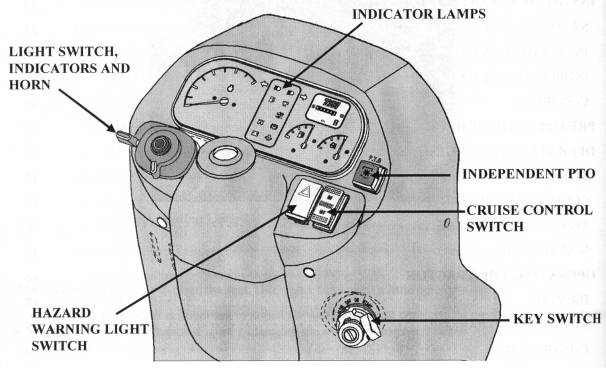 INDICATOR LAMPS
LIGHT SWITCH,
INDICATORS AND
HORN
P.T.O
INDEPENDENT PTO
CRUISE CONTROL
SWITCH
HAZARD
WARNING LIGHT
SWITCH
KEY SWITCH